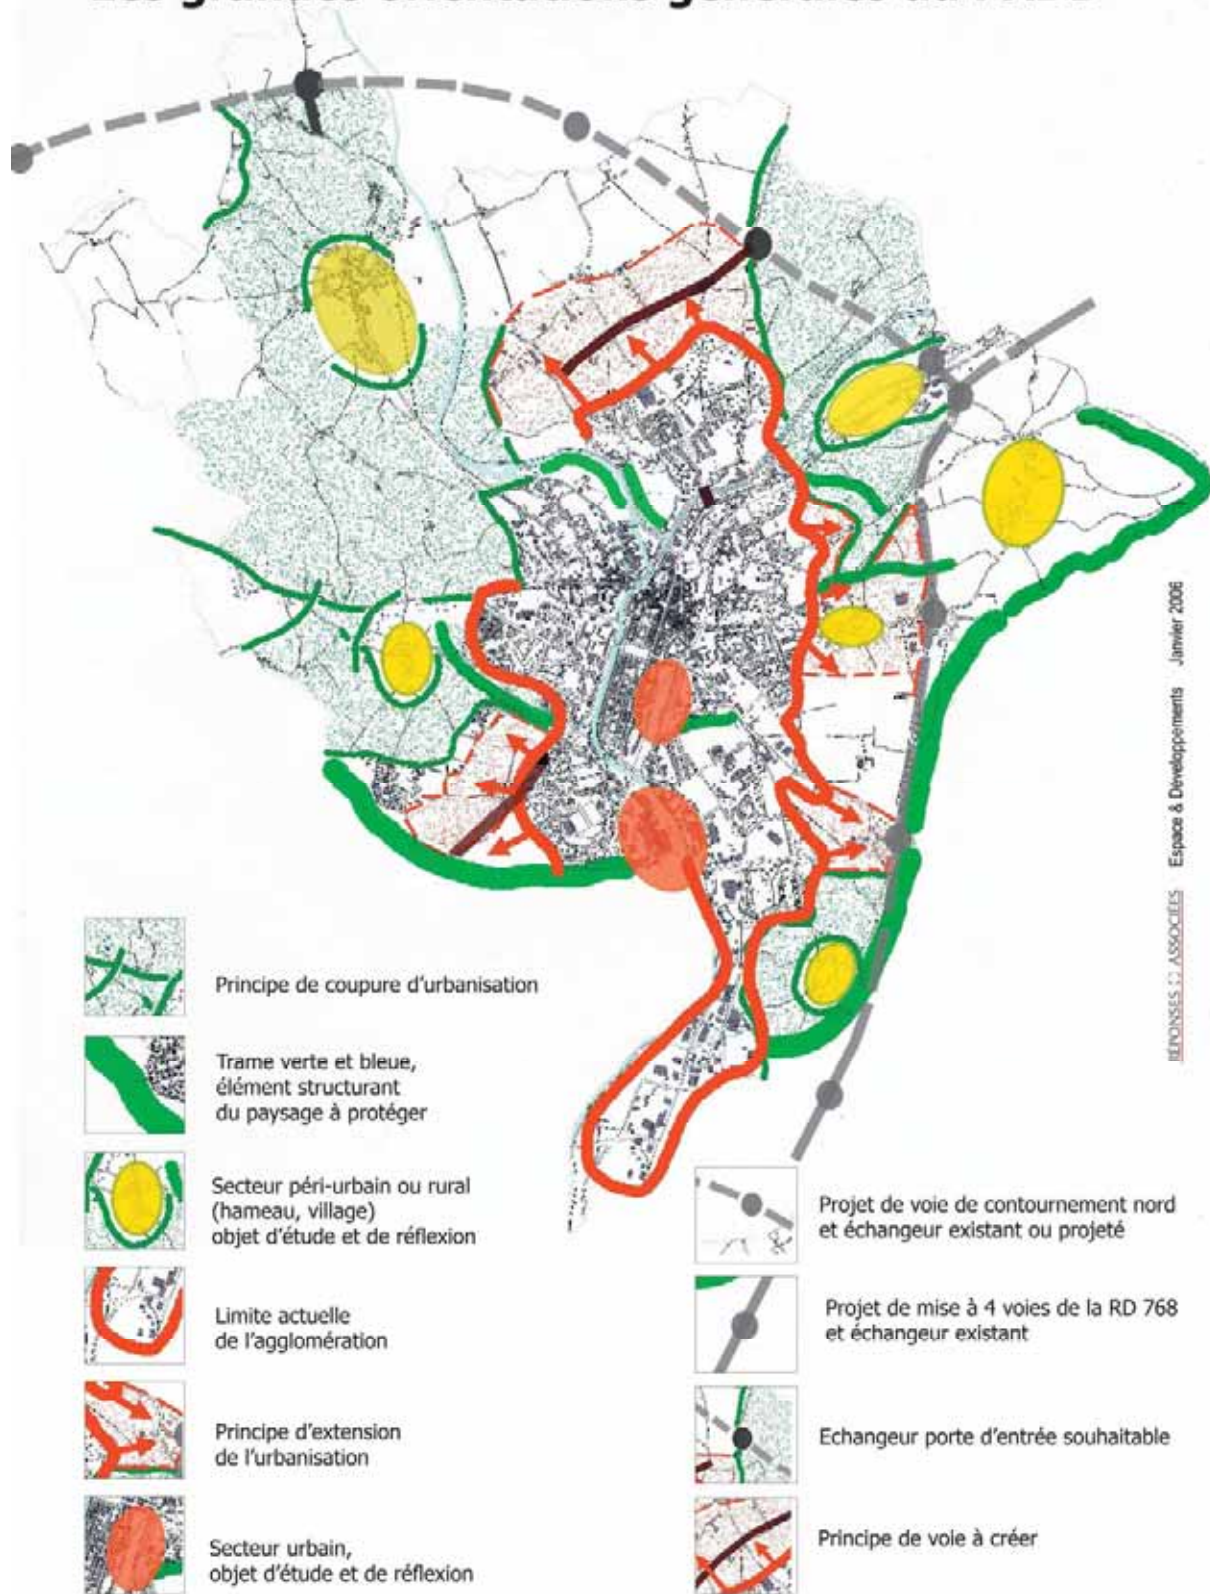 Principe de coupure d'urbanisation
Trame verte et bleue,
élément structurant
du paysage à protéger
Secteur péri-urbain ou rural
(hameau, village)
objet d'étude et de réflexion
Limite actuelle
de l'agglomération
Principe d'extension
de l'urbanisation
Secteur urbain,
objet d'étude et de réflexion
Projet de voie de contournement nord
et échangeur existant ou projeté
Projet de mise à 4 voies de la RD 768
et échangeur existant
Echangeur porte d'entrée souhaitable
Principe de voie à créer
RÉPONSES ASSOCIÉES Espace & Développements Janvier 2006